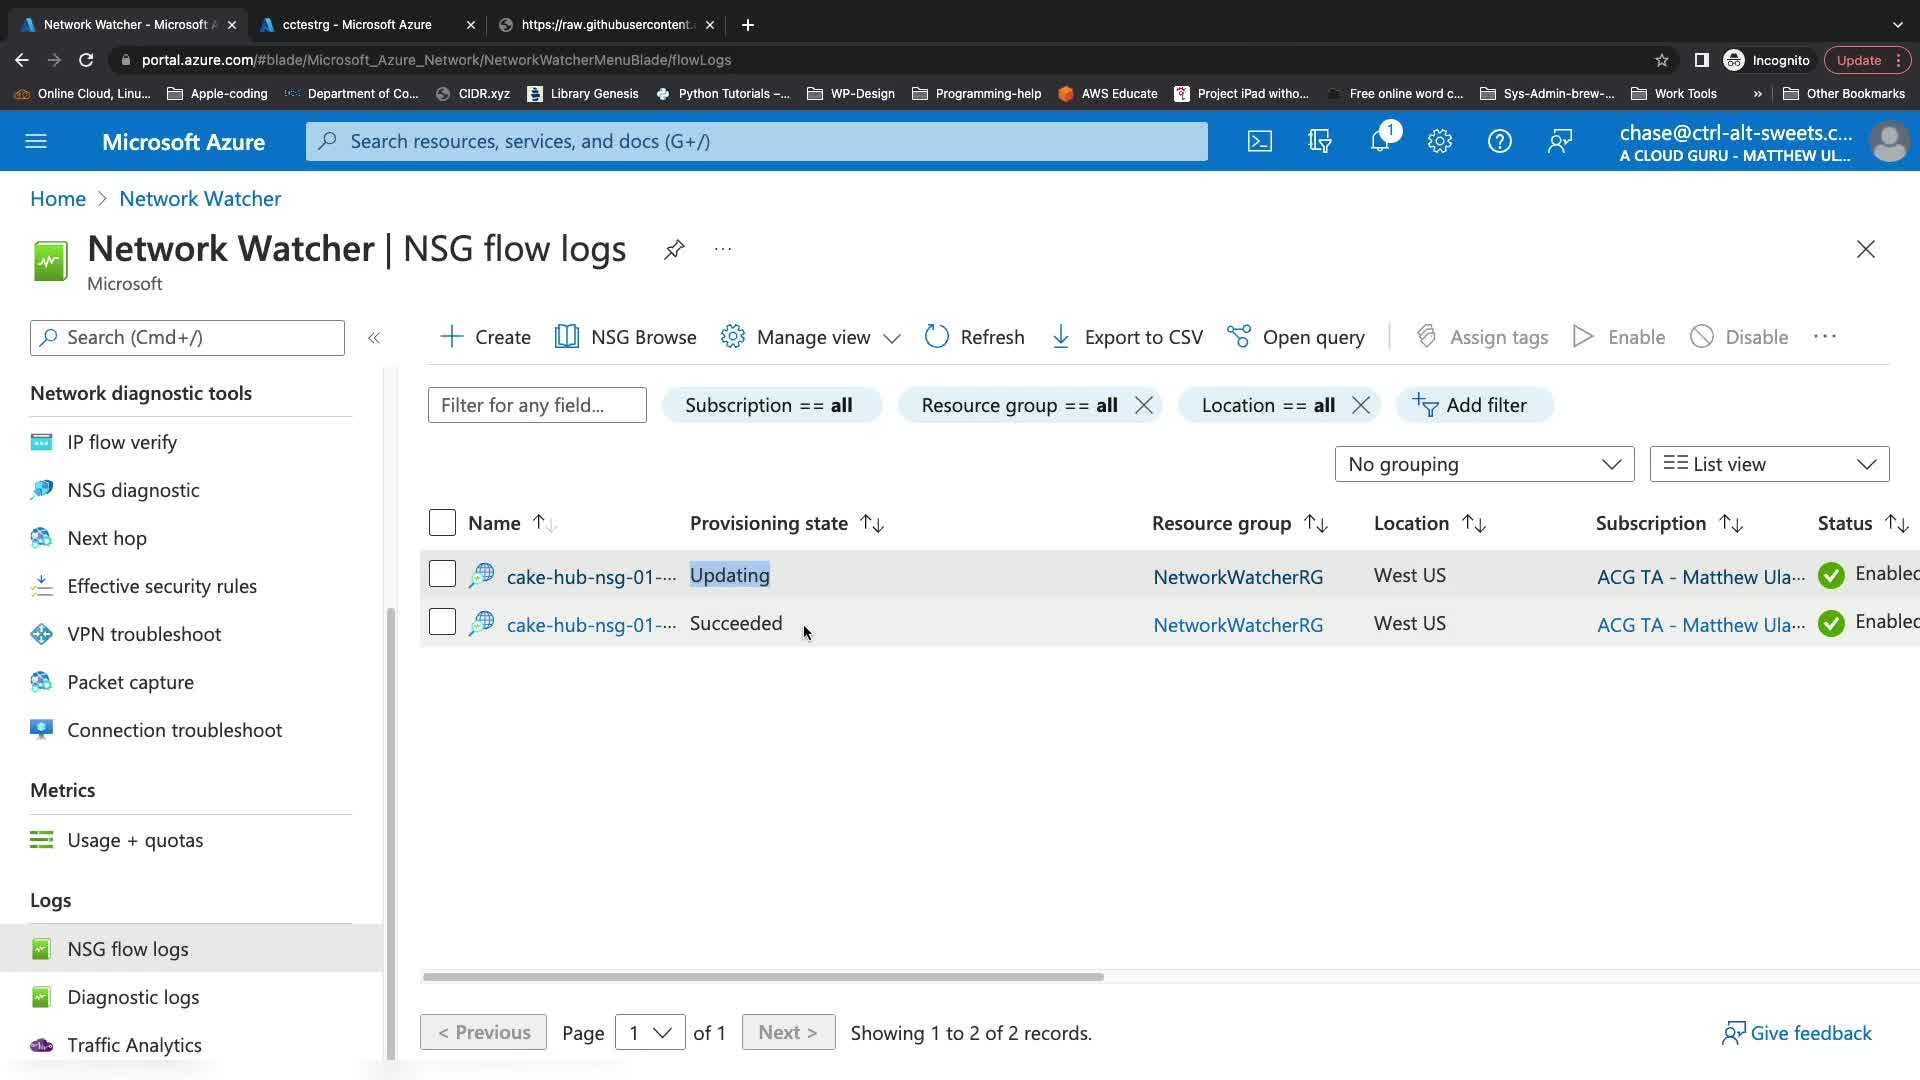 Network Watcher - Microsoft A
cctestrg - Microsoft Azure
https://raw.githubusercontent.
portal.azure.com/#blade/Microsoft_Azure_Network/NetworkWatcherMenuBlade/flowLogs
Incognito
Update
Online Cloud, Linu...
Apple-coding
Department of Co...
CIDR.xyz
Library Genesis
Python Tutorials –...
WP-Design
Programming-help
AWS Educate
Project iPad witho...
Free online word c...
Sys-Admin-brew-...
Work Tools
»
Other Bookmarks
Microsoft Azure
Search resources, services, and docs (G+/)
1
chase@ctrl-alt-sweets.c...
A CLOUD GURU - MATTHEW UL...
Home > Network Watcher
Network Watcher | NSG flow logs
...
Microsoft
Search (Cmd+/)
«
Create
NSG Browse
Manage view
Refresh
Export to CSV
Open query
Assign tags
Enable
Disable
...
Network diagnostic tools
IP flow verify
NSG diagnostic
Next hop
Effective security rules
VPN troubleshoot
Packet capture
Connection troubleshoot
Metrics
Usage + quotas
Logs
NSG flow logs
Diagnostic logs
Traffic Analytics
Filter for any field...
Subscription == all
Resource group == all
Location == all
Add filter
No grouping
List view
Name
Provisioning state
Resource group
Location
Subscription
Status
cake-hub-nsg-01-... Updating NetworkWatcherRG West US ACG TA - Matthew Ula... Enabled
cake-hub-nsg-01-... Succeeded NetworkWatcherRG West US ACG TA - Matthew Ula... Enabled
< Previous
Page 1 of 1
Next >
Showing 1 to 2 of 2 records.
Give feedback